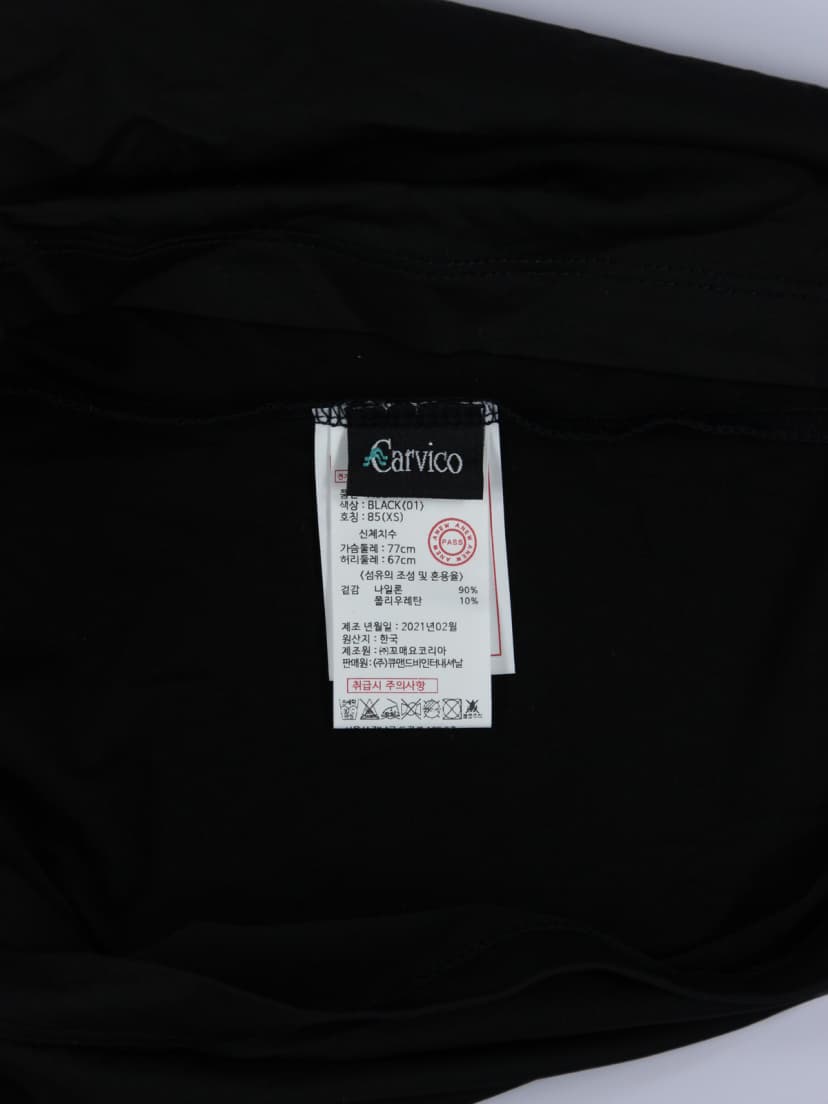 Carvico
색상 : BLACK(01)
호칭 : 85(XS)
신체치수
가슴둘레 : 77cm
허리둘레 : 67cm
ANEW ANEW ANEW ANEW
PASS
<섬유의 조성 및 혼용율>
겉감 나일론 90%
폴리우레탄 10%
제조 년월일 : 2021년02월
원산지 : 한국
제조원 : ㈜꼬매요코리아
판매원 : (주)큐앤드비인터내셔날
취급시 주의사항